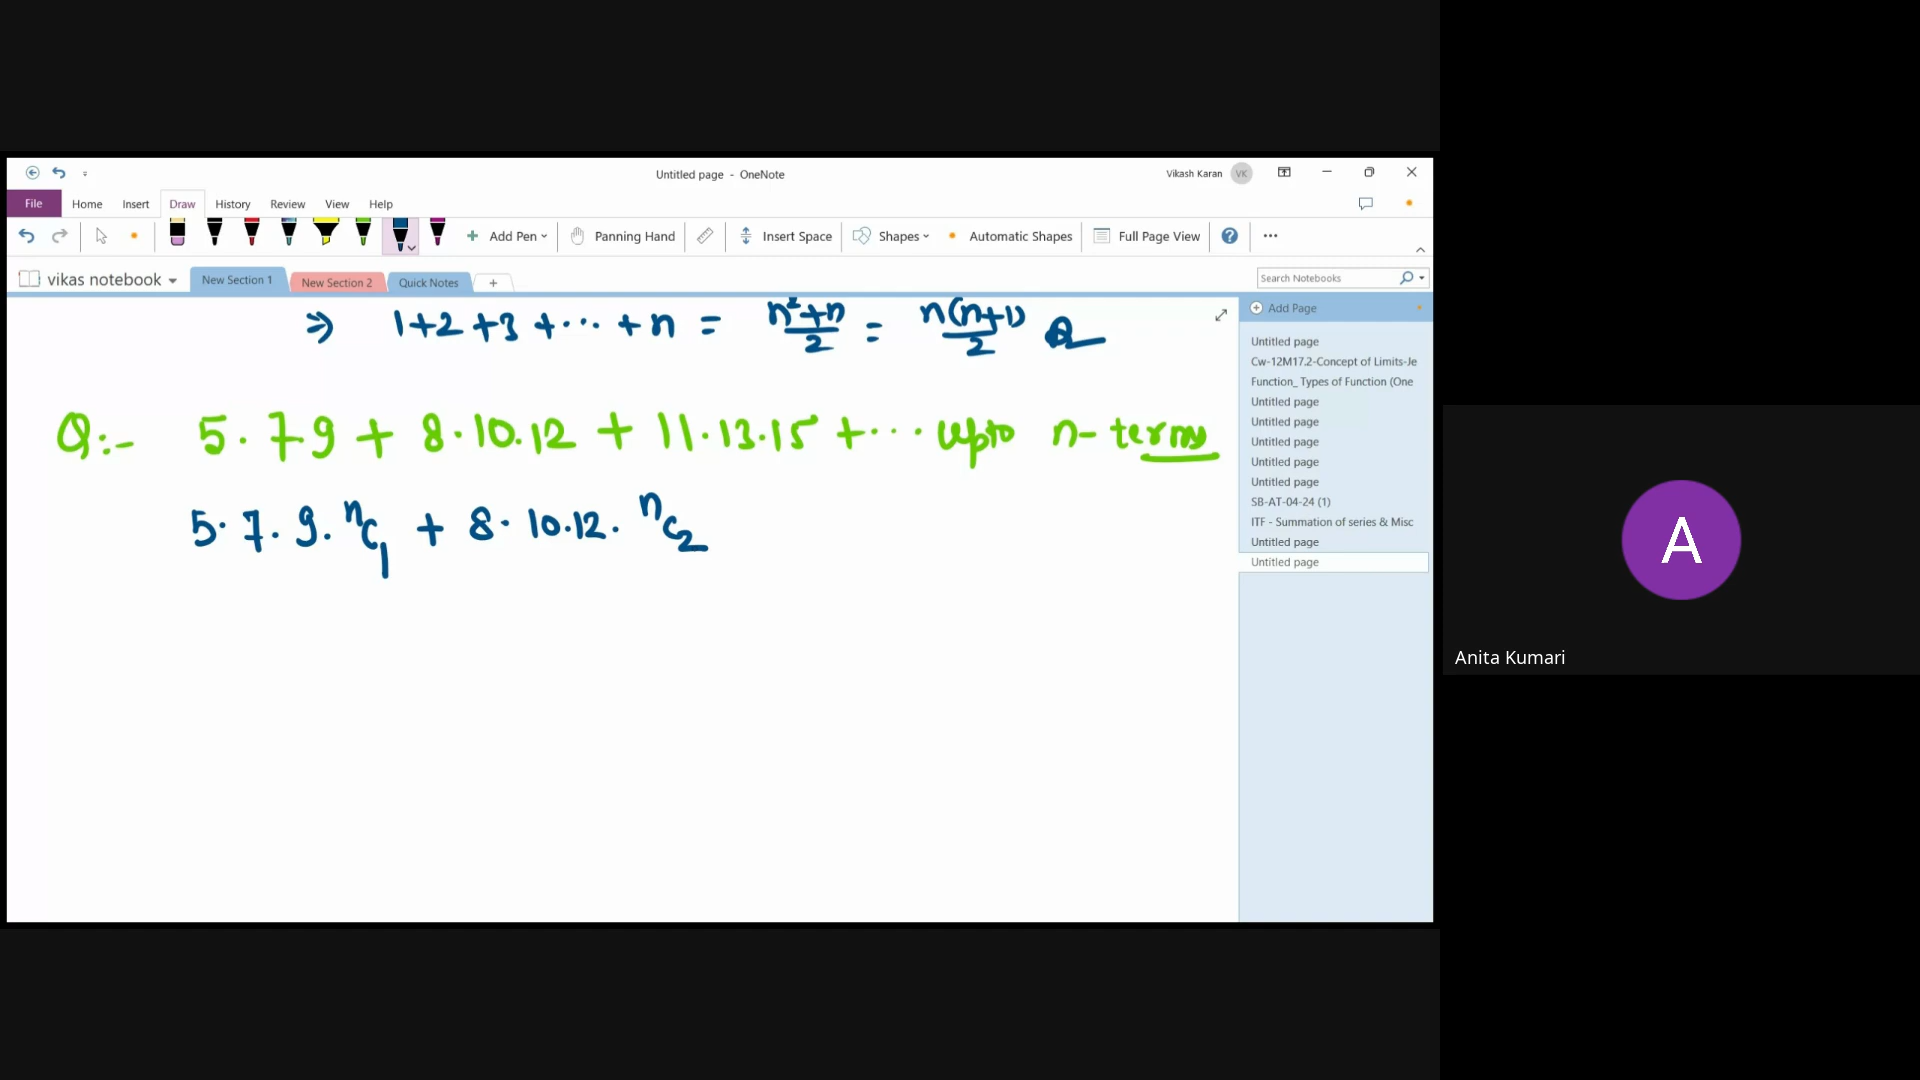 Untitled page - OneNote
Vikash Karan VK
File Home Insert Draw History Review View Help
Add Pen Panning Hand Insert Space Shapes Automatic Shapes Full Page View
vikas notebook New Section 1 New Section 2 Quick Notes + Search Notebooks
⇒ 1+2+3+...+n = (n²+n)/2 = n(n+1)/2
Q:- 5.7.9 + 8.10.12 + 11.13.15 +... upto n-terms
5.7.9.ⁿC₁ + 8.10.12.ⁿC₂
Add Page
Untitled page
Cw-12M17.2-Concept of Limits-Je
Function_ Types of Function (One
Untitled page
Untitled page
Untitled page
Untitled page
Untitled page
SB-AT-04-24 (1)
ITF - Summation of series & Misc
Untitled page
Untitled page
A
Anita Kumari